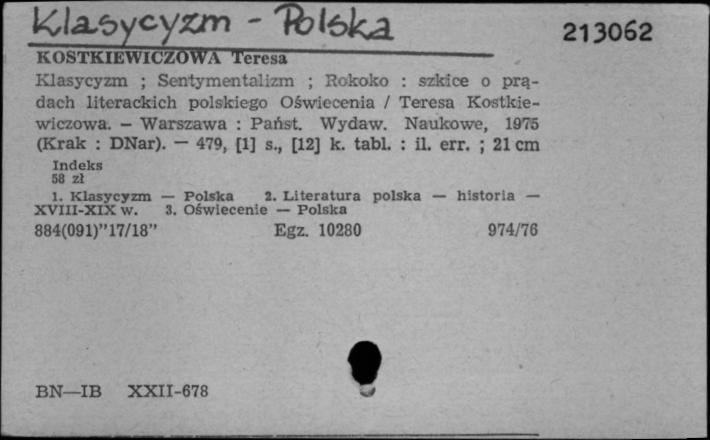 Klasycyzm - Polska
213062
KOSTKIEWICZOWA Teresa
Klasycyzm ; Sentymentalizm ; Rokoko : szkice o prą-
dach literackich polskiego Oświecenia / Teresa Kostkie-
wiczowa. — Warszawa : Państ. Wydaw. Naukowe, 1975
(Krak : DNar). — 479, [1] s., [12] k. tabl. : il. err. ; 21 cm
Indeks
58 zł
1. Klasycyzm — Polska 2. Literatura polska — historia —
XVIII-XIX w. 3. Oświecenie — Polska
884(091)"17/18" Egz. 10280 974/76
BN—IB XXII-678